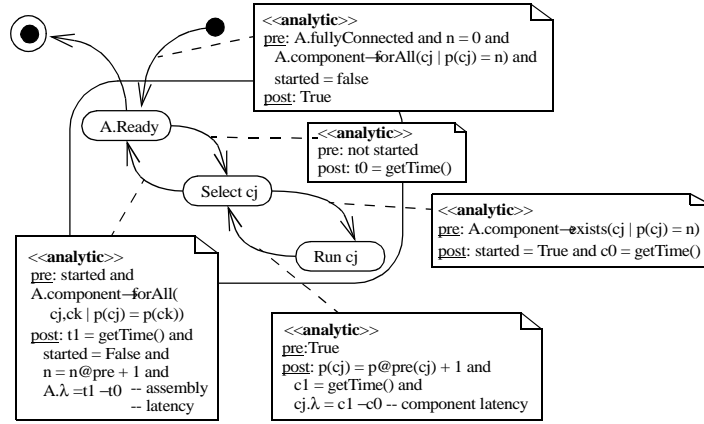 <<analytic>>
pre: A.fullyConnected and n = 0 and
A.component→forAll(cj | p(cj) = n) and
started = false
post: True
A.Ready
<<analytic>>
pre: not started
post: t0 = getTime()
Select cj
<<analytic>>
pre: A.component→exists(cj | p(cj) = n)
post: started = True and c0 = getTime()
Run cj
<<analytic>>
pre: started and
A.component→forAll(
cj,ck | p(cj) = p(ck))
post: t1 = getTime() and
started = False and
n = n@pre + 1 and
A.λ =t1 −t0 -- assembly
-- latency
<<analytic>>
pre:True
post: p(cj) = p@pre(cj) + 1 and
c1 = getTime() and
cj.λ = c1 −c0 -- component latency